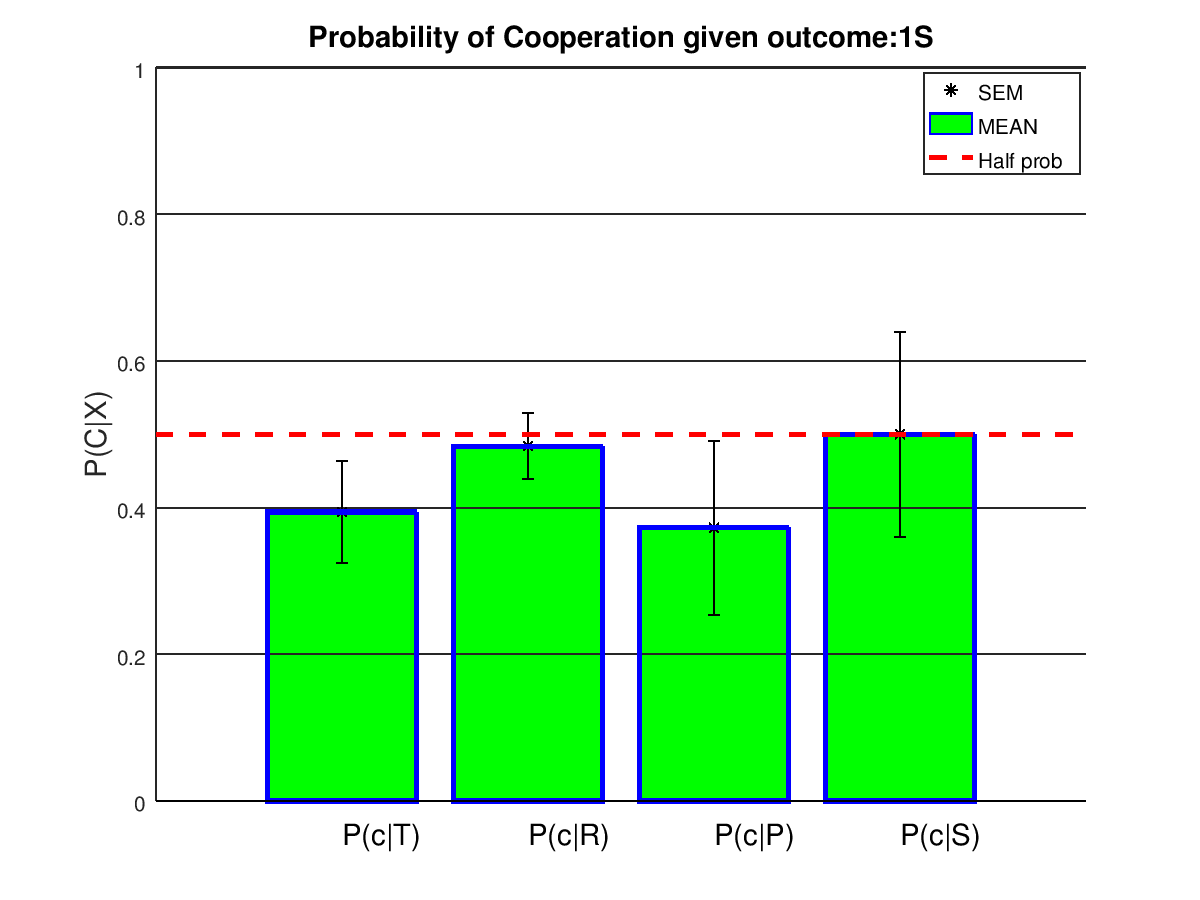 Probability of Cooperation given outcome:1S
1
0.8
0.6
0.4
0.2
0
P(C|X)
SEM
MEAN
Half prob
P(c|T)
P(c|R)
P(c|P)
P(c|S)